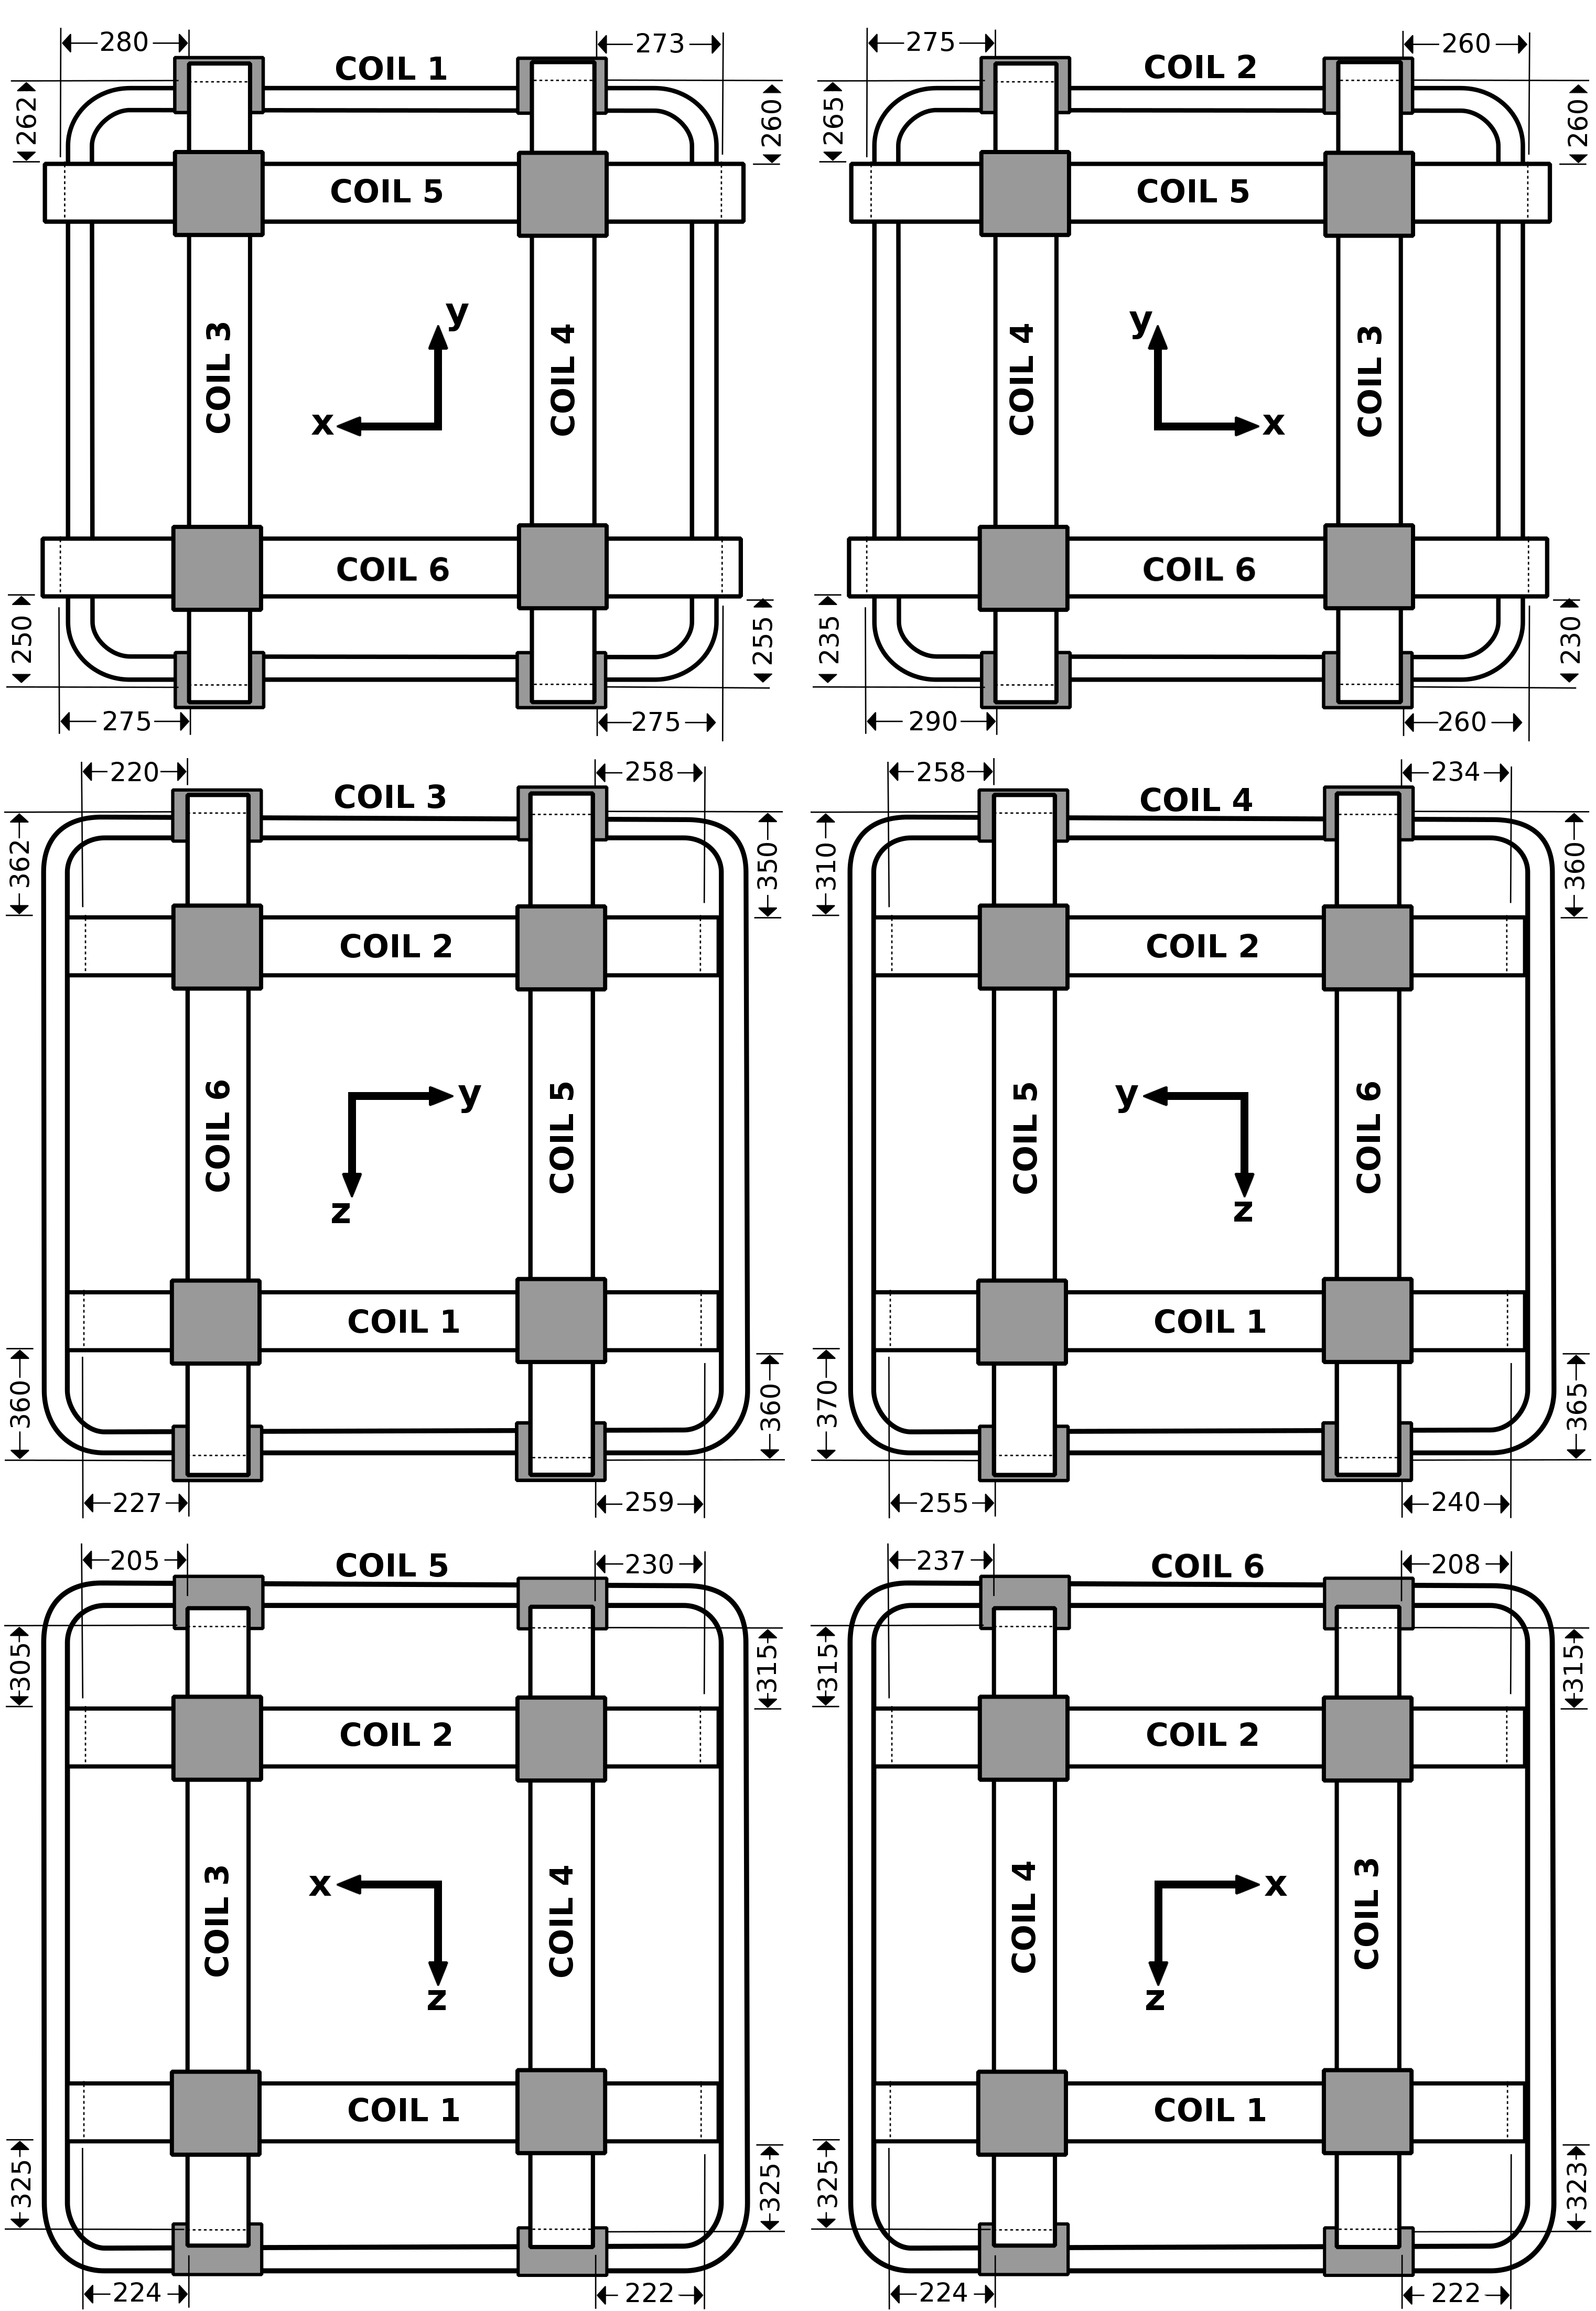 280 COIL 1 273
262 260
COIL 5
COIL 3 COIL 4
y
x
COIL 6
250 255
275 275
275 COIL 2 260
265 260
COIL 5
COIL 4 COIL 3
y
x
COIL 6
235 230
290 260
220 COIL 3 258
362 350
COIL 2
COIL 6 COIL 5
y
z
COIL 1
360 360
227 259
258 COIL 4 234
310 360
COIL 2
COIL 5 COIL 6
y
z
COIL 1
370 365
255 240
205 COIL 5 230
305 315
COIL 2
COIL 3 COIL 4
x
z
COIL 1
325 325
224 222
237 COIL 6 208
315 315
COIL 2
COIL 4 COIL 3
x
z
COIL 1
325 323
224 222